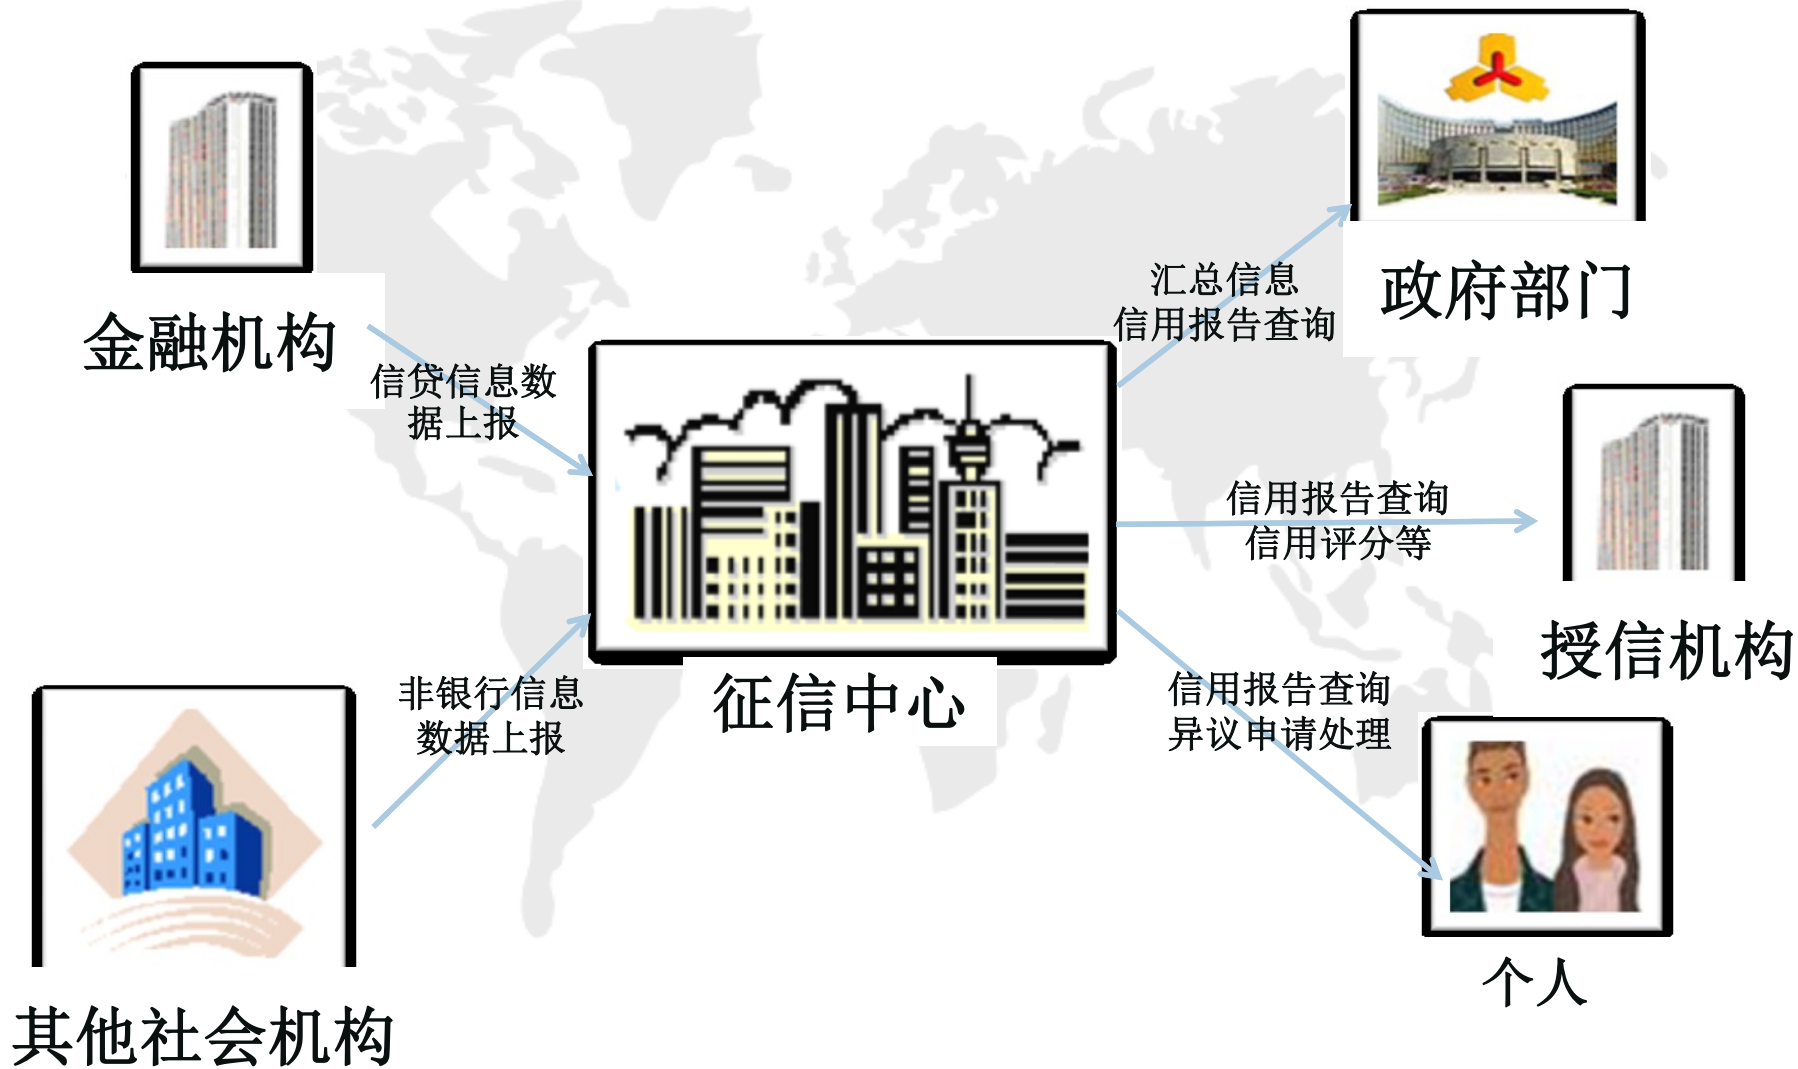 金融机构
信贷信息数
据上报
其他社会机构
非银行信息
数据上报
征信中心
汇总信息
信用报告查询
政府部门
信用报告查询
信用评分等
授信机构
信用报告查询
异议申请处理
个人